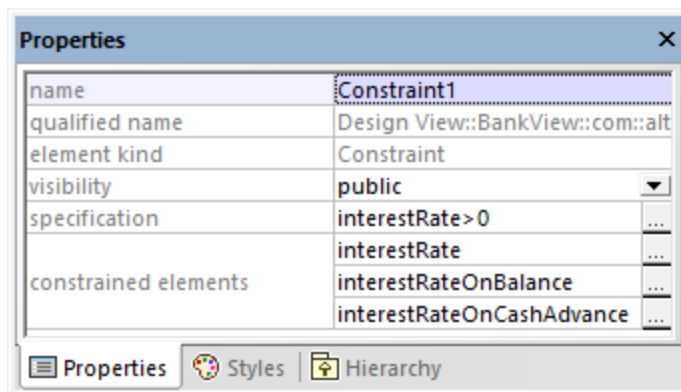 Properties
name Constraint1
qualified name Design View::BankView::com::alt
element kind Constraint
visibility public
specification interestRate>0 ...
interestRate ...
constrained elements interestRateOnBalance ...
interestRateOnCashAdvance ...
Properties Styles Hierarchy